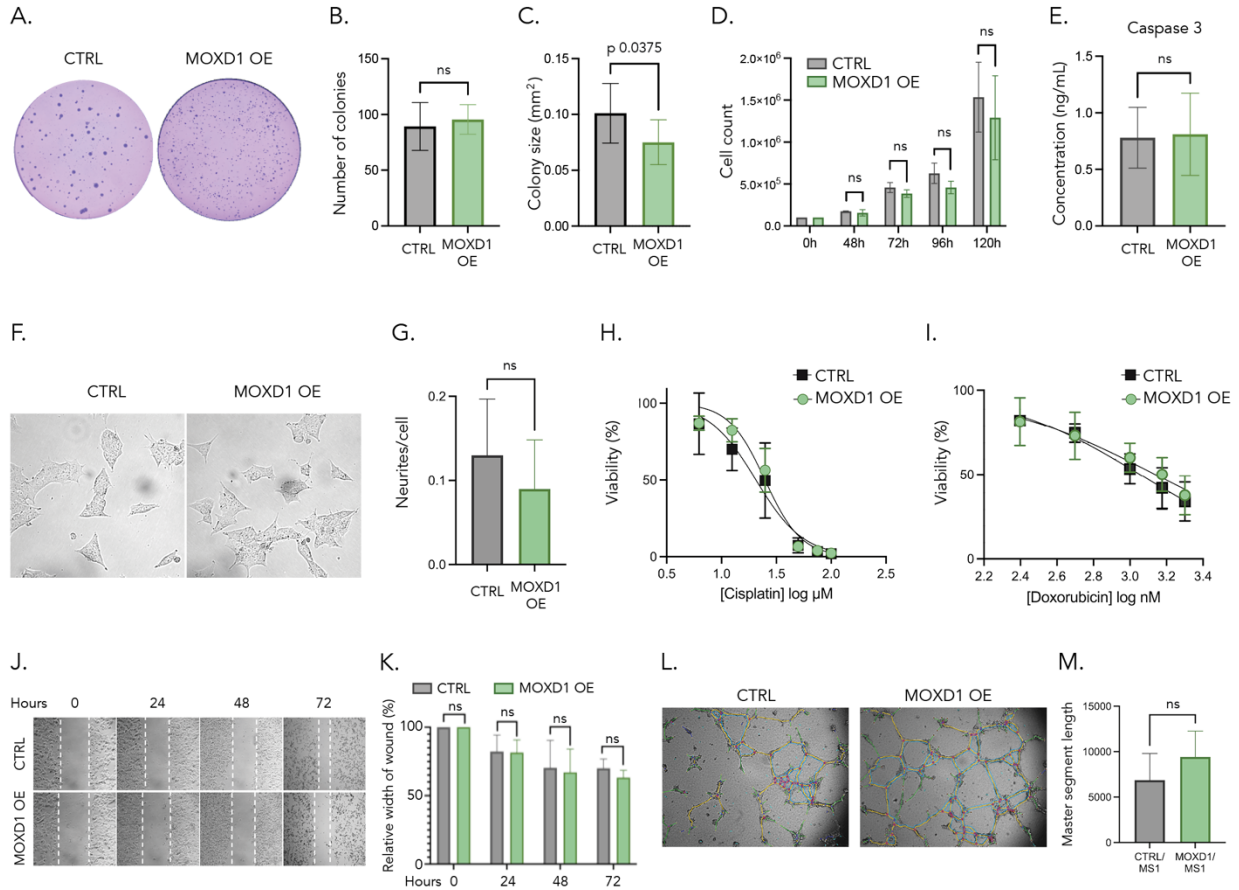 A.
CTRL
MOXD1 OE
B.
Number of colonies
150
100
50
0
ns
CTRL
MOXD1
OE
C.
Colony size (mm²)
0.15
0.10
0.05
0.00
p 0.0375
CTRL
MOXD1
OE
D.
Cell count
2.0×10⁶
1.5×10⁶
1.0×10⁶
5.0×10⁵
0
CTRL
MOXD1 OE
ns
ns
ns
ns
0h
48h
72h
96h
120h
E.
Caspase 3
Concentration (ng/mL)
1.5
1.0
0.5
0.0
ns
CTRL
MOXD1
OE
F.
CTRL
MOXD1 OE
G.
Neurites/cell
0.2
0.1
0.0
ns
CTRL
MOXD1
OE
H.
CTRL
MOXD1 OE
Viability (%)
100
50
0
0.5
1.0
1.5
2.0
2.5
[Cisplatin] log µM
I.
CTRL
MOXD1 OE
Viability (%)
100
50
0
2.2
2.4
2.6
2.8
3.0
3.2
3.4
[Doxorubicin] log nM
J.
Hours
0
24
48
72
CTRL
MOXD1 OE
K.
CTRL
MOXD1 OE
Relative width of wound (%)
100
50
0
ns
ns
ns
ns
Hours
0
24
48
72
L.
CTRL
MOXD1 OE
M.
Master segment length
15000
10000
5000
0
ns
CTRL/
MS1
MOXD1/
MS1